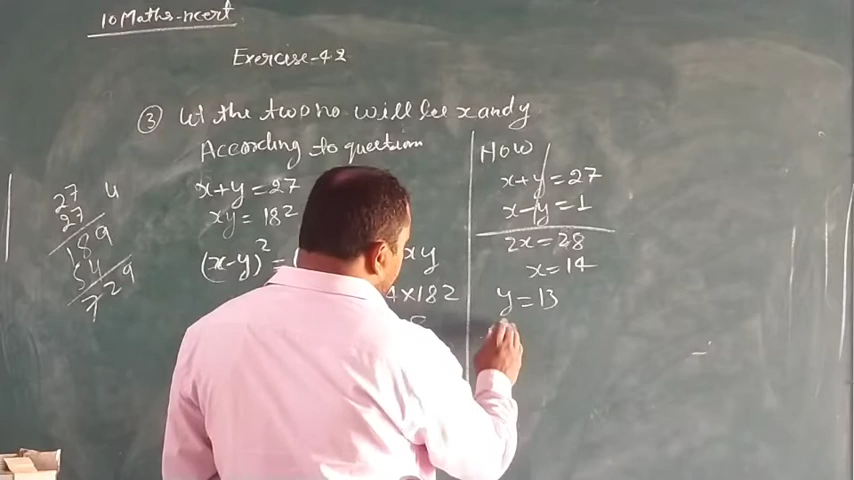 10 Maths-ncert
Exercise-4.2
③ Let the two no will be x and y
According to question
x+y=27
xy=182
(x-y)²=
xy
4×182
Now
x+y=27
x-y=1
2x=28
x=14
y=13
27
27
189
54
729